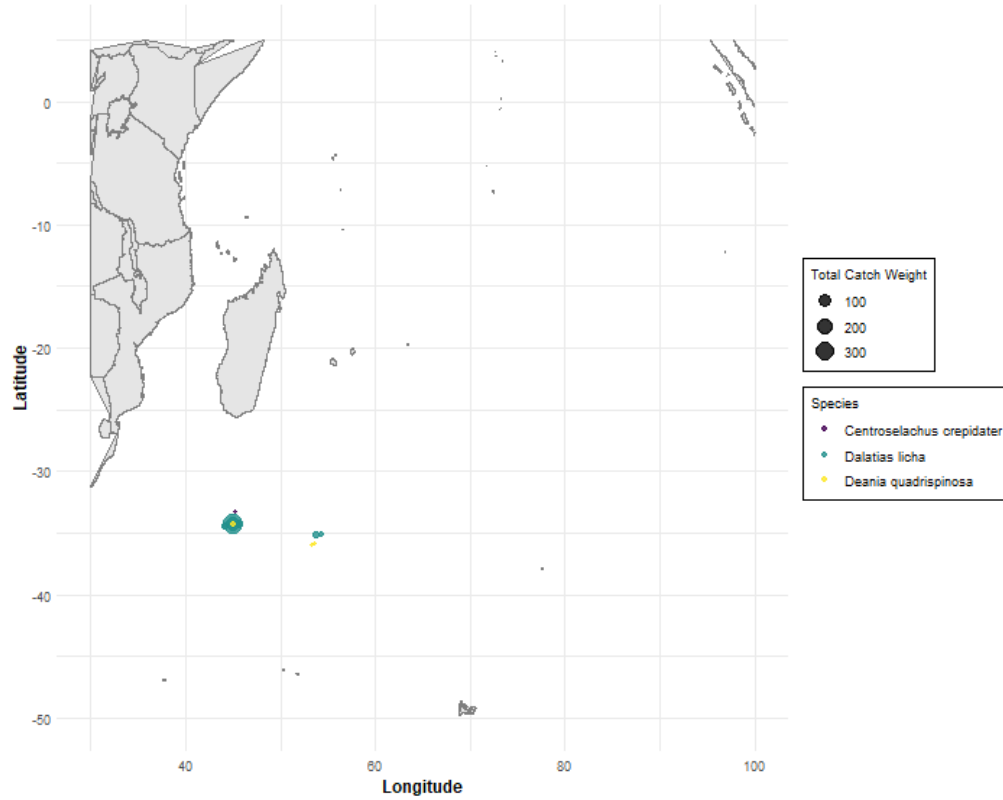 0
-10
-20
-30
-40
-50
Latitude
40
60
80
100
Longitude
Total Catch Weight
100
200
300
Species
Centroselachus crepidater
Dalatias licha
Deania quadrispinosa